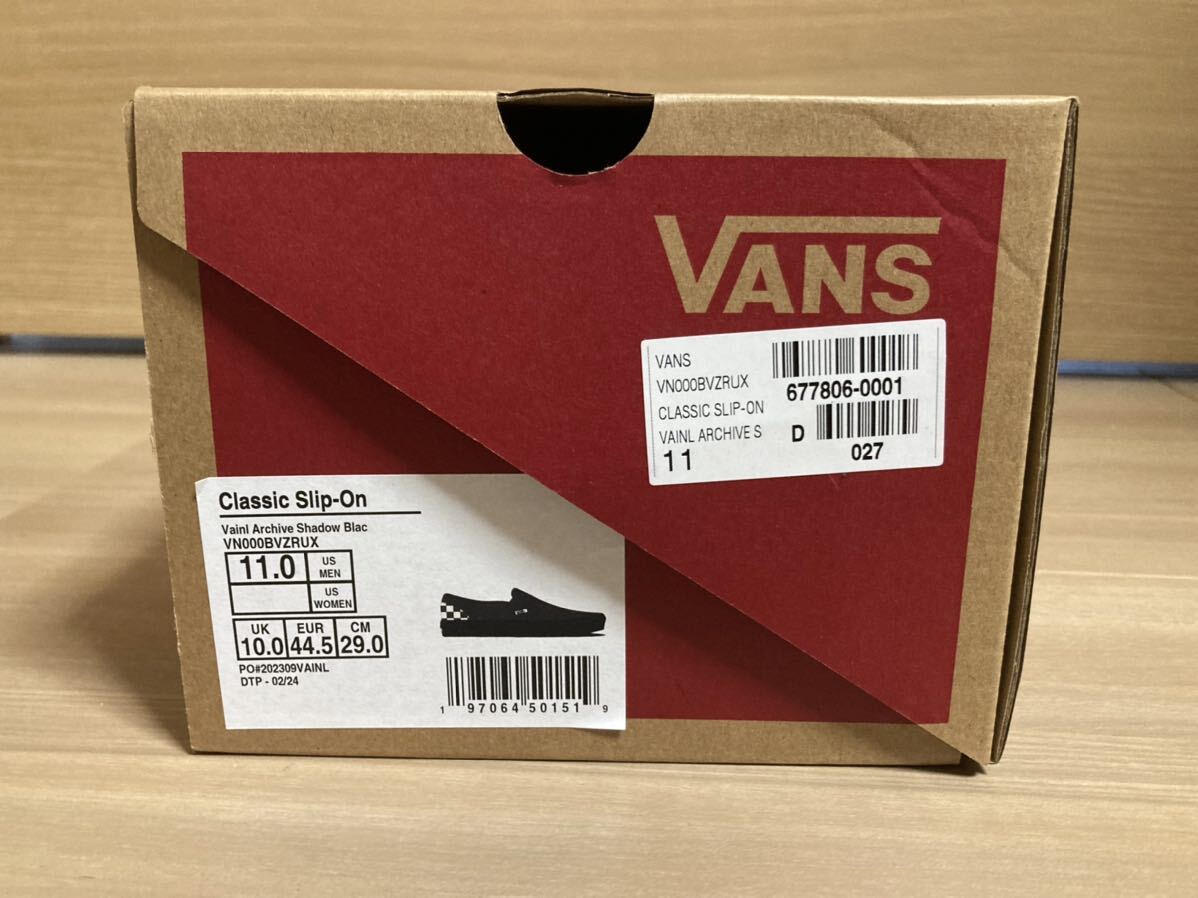 VANS
VANS
VN000BVZRUX
CLASSIC SLIP-ON
VAINL ARCHIVE S
11
677806-0001
D
027
Classic Slip-On
Vainl Archive Shadow Blac
VN000BVZRUX
11.0 US MEN
US WOMEN
UK EUR CM
10.0 44.5 29.0
PO#202309VAINL
DTP - 02/24
1 97064 50151 9